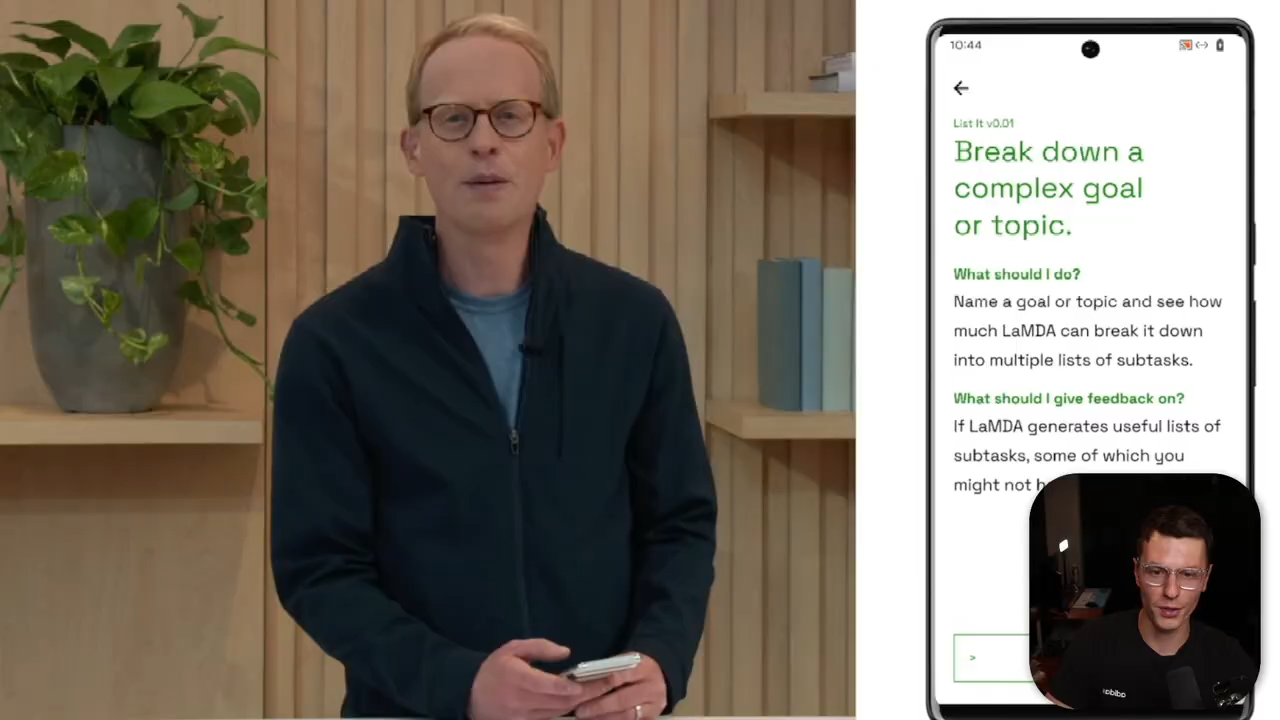 10:44
List It v0.01
Break down a
complex goal
or topic.
What should I do?
Name a goal or topic and see how
much LaMDA can break it down
into multiple lists of subtasks.
What should I give feedback on?
If LaMDA generates useful lists of
subtasks, some of which you
might not
>